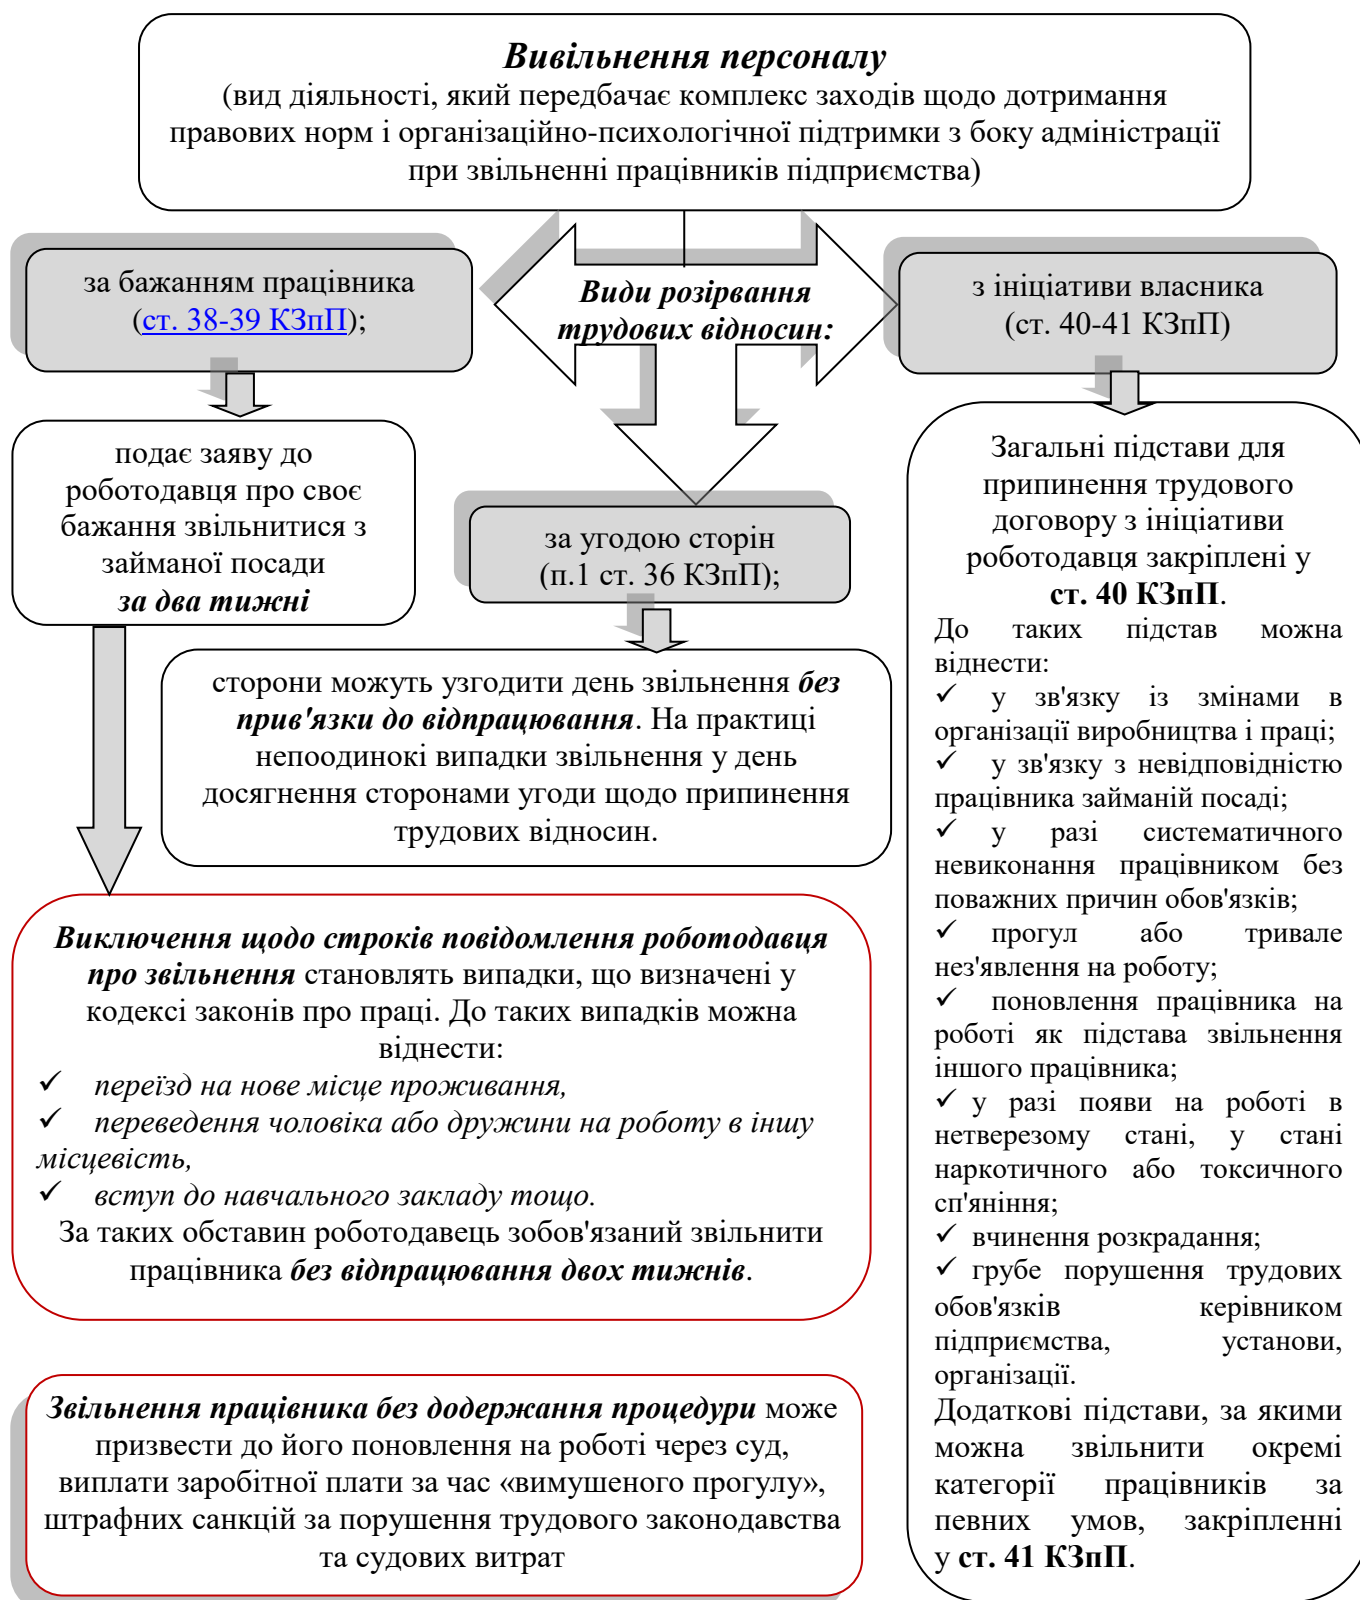 Вивільнення персоналу
(вид діяльності, який передбачає комплекс заходів щодо дотримання
правових норм і організаційно-психологічної підтримки з боку адміністрації
при звільненні працівників підприємства)
Види розірвання
трудових відносин:
за бажанням працівника
(ст. 38-39 КЗпП);
подає заяву до
роботодавця про своє
бажання звільнитися з
займаної посади
за два тижні
Виключення щодо строків повідомлення роботодавця
про звільнення становлять випадки, що визначені у
кодексі законів про праці. До таких випадків можна
віднести:
✓ переїзд на нове місце проживання,
✓ переведення чоловіка або дружини на роботу в іншу
місцевість,
✓ вступ до навчального закладу тощо.
За таких обставин роботодавець зобов'язаний звільнити
працівника без відпрацювання двох тижнів.
за угодою сторін
(п.1 ст. 36 КЗпП);
сторони можуть узгодити день звільнення без
прив'язки до відпрацювання. На практиці
непоодинокі випадки звільнення у день
досягнення сторонами угоди щодо припинення
трудових відносин.
з ініціативи власника
(ст. 40-41 КЗпП)
Загальні підстави для
припинення трудового
договору з ініціативи
роботодавця закріплені у
ст. 40 КЗпП.
До таких підстав можна
віднести:
✓ у зв'язку із змінами в
організації виробництва і праці;
✓ у зв'язку з невідповідністю
працівника займаній посаді;
✓ у разі систематичного
невиконання працівником без
поважних причин обов'язків;
✓ прогул або тривале
нез'явлення на роботу;
✓ поновлення працівника на
роботі як підстава звільнення
іншого працівника;
✓ у разі появи на роботі в
нетверезому стані, у стані
наркотичного або токсичного
сп'яніння;
✓ вчинення розкрадання;
✓ грубе порушення трудових
обов'язків керівником
підприємства, установи,
організації.
Додаткові підстави, за якими
можна звільнити окремі
категорії працівників за
певних умов, закріпленні
у ст. 41 КЗпП.
Звільнення працівника без додержання процедури може
призвести до його поновлення на роботі через суд,
виплати заробітної плати за час «вимушеного прогулу»,
штрафних санкцій за порушення трудового законодавства
та судових витрат